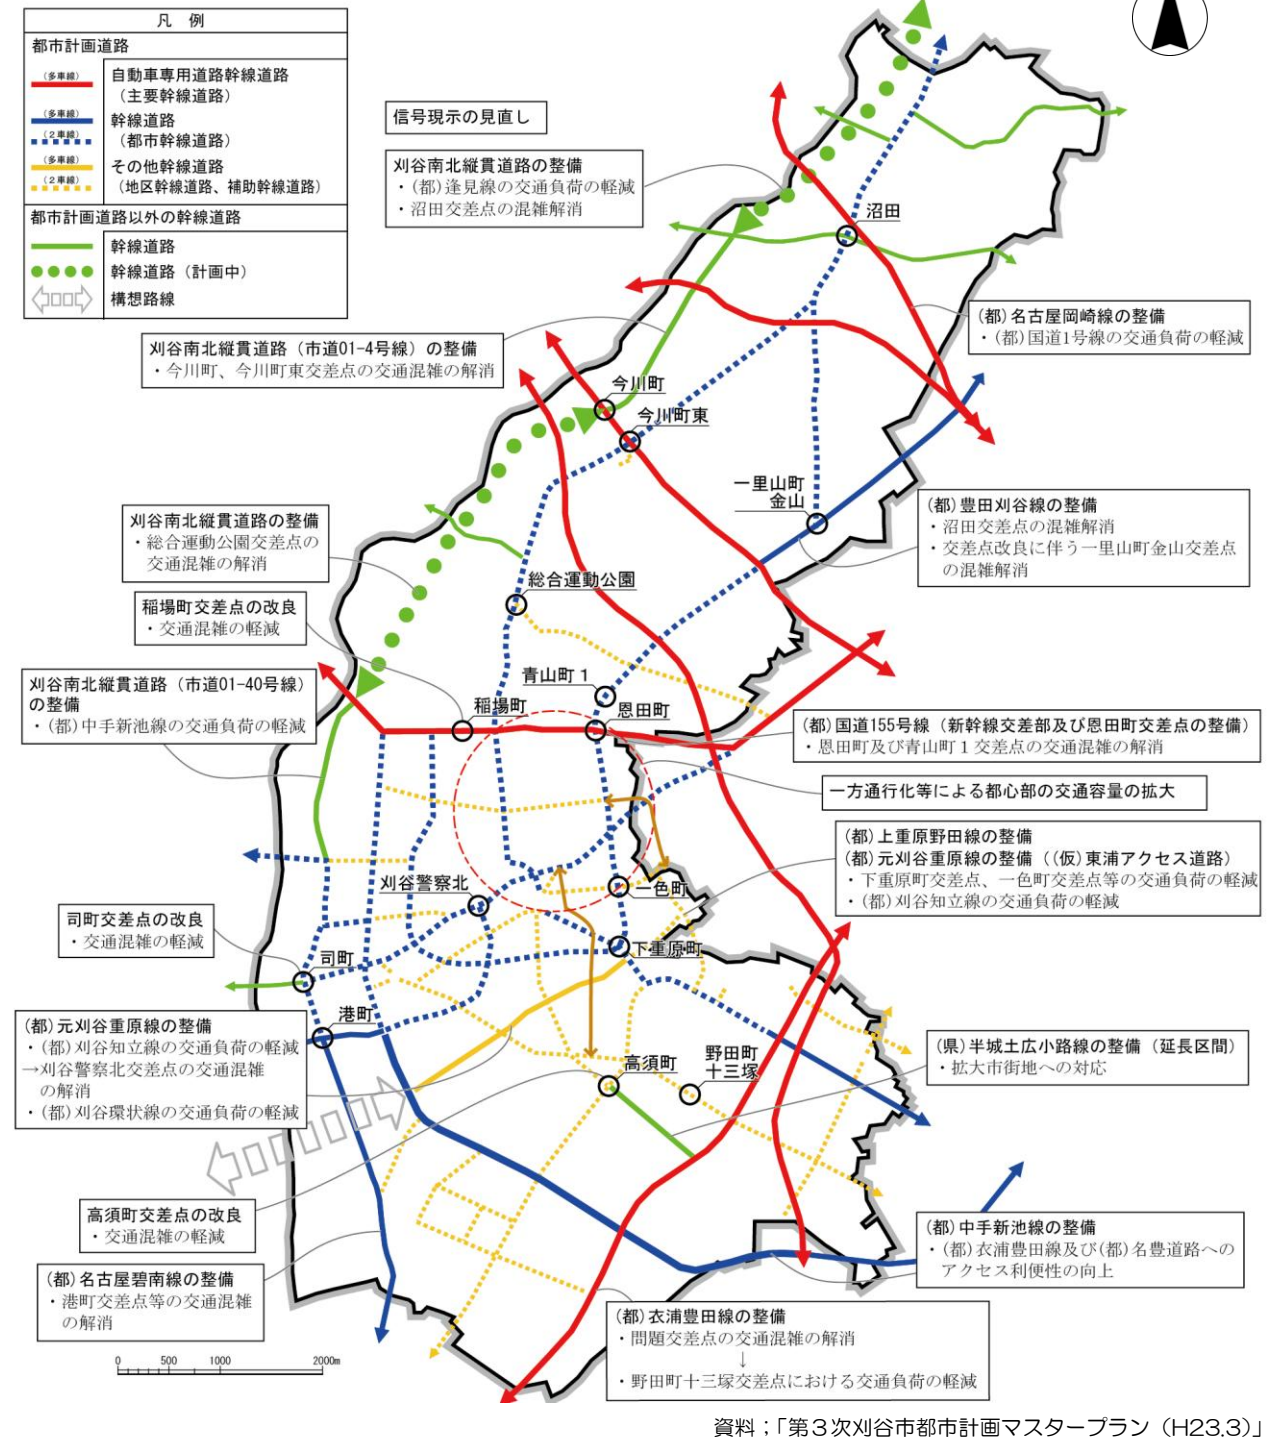 凡　例
都市計画道路
（多車線）
自動車専用道路幹線道路
（主要幹線道路）
（多車線）
幹線道路
（２車線）
（都市幹線道路）
（多車線）
その他幹線道路
（２車線）
（地区幹線道路、補助幹線道路）
都市計画道路以外の幹線道路
幹線道路
幹線道路（計画中）
構想路線
信号現示の見直し
刈谷南北縦貫道路の整備
・(都)逢見線の交通負荷の軽減
・沼田交差点の混雑解消
沼田
(都)名古屋岡崎線の整備
・(都)国道1号線の交通負荷の軽減
刈谷南北縦貫道路（市道01-4号線）の整備
・今川町、今川町東交差点の交通混雑の解消
今川町
今川町東
一里山町
金山
(都)豊田刈谷線の整備
・沼田交差点の混雑解消
・交差点改良に伴う一里山町金山交差点
の混雑解消
刈谷南北縦貫道路の整備
・総合運動公園交差点の
交通混雑の解消
総合運動公園
稲場町交差点の改良
・交通混雑の軽減
刈谷南北縦貫道路（市道01-40号線）
の整備
・(都)中手新池線の交通負荷の軽減
青山町１
稲場町
恩田町
(都)国道155号線（新幹線交差部及び恩田町交差点の整備）
・恩田町及び青山町１交差点の交通混雑の解消
一方通行化等による都心部の交通容量の拡大
(都)上重原野田線の整備
(都)元刈谷重原線の整備（(仮)東浦アクセス道路）
・下重原町交差点、一色町交差点等の交通負荷の軽減
・(都)刈谷知立線の交通負荷の軽減
刈谷警察北
一色町
司町交差点の改良
・交通混雑の軽減
下重原町
司町
港町
(都)元刈谷重原線の整備
・(都)刈谷知立線の交通負荷の軽減
→刈谷警察北交差点の交通混雑
の解消
・(都)刈谷環状線の交通負荷の軽減
高須町
野田町
十三塚
(県)半城土広小路線の整備（延長区間）
・拡大市街地への対応
高須町交差点の改良
・交通混雑の軽減
(都)中手新池線の整備
・(都)衣浦豊田線及び(都)名豊道路への
アクセス利便性の向上
(都)名古屋碧南線の整備
・港町交差点等の交通混雑
の解消
(都)衣浦豊田線の整備
・問題交差点の交通混雑の解消
↓
・野田町十三塚交差点における交通負荷の軽減
0 500 1000 2000m
資料；「第３次刈谷市都市計画マスタープラン（H23.3）」